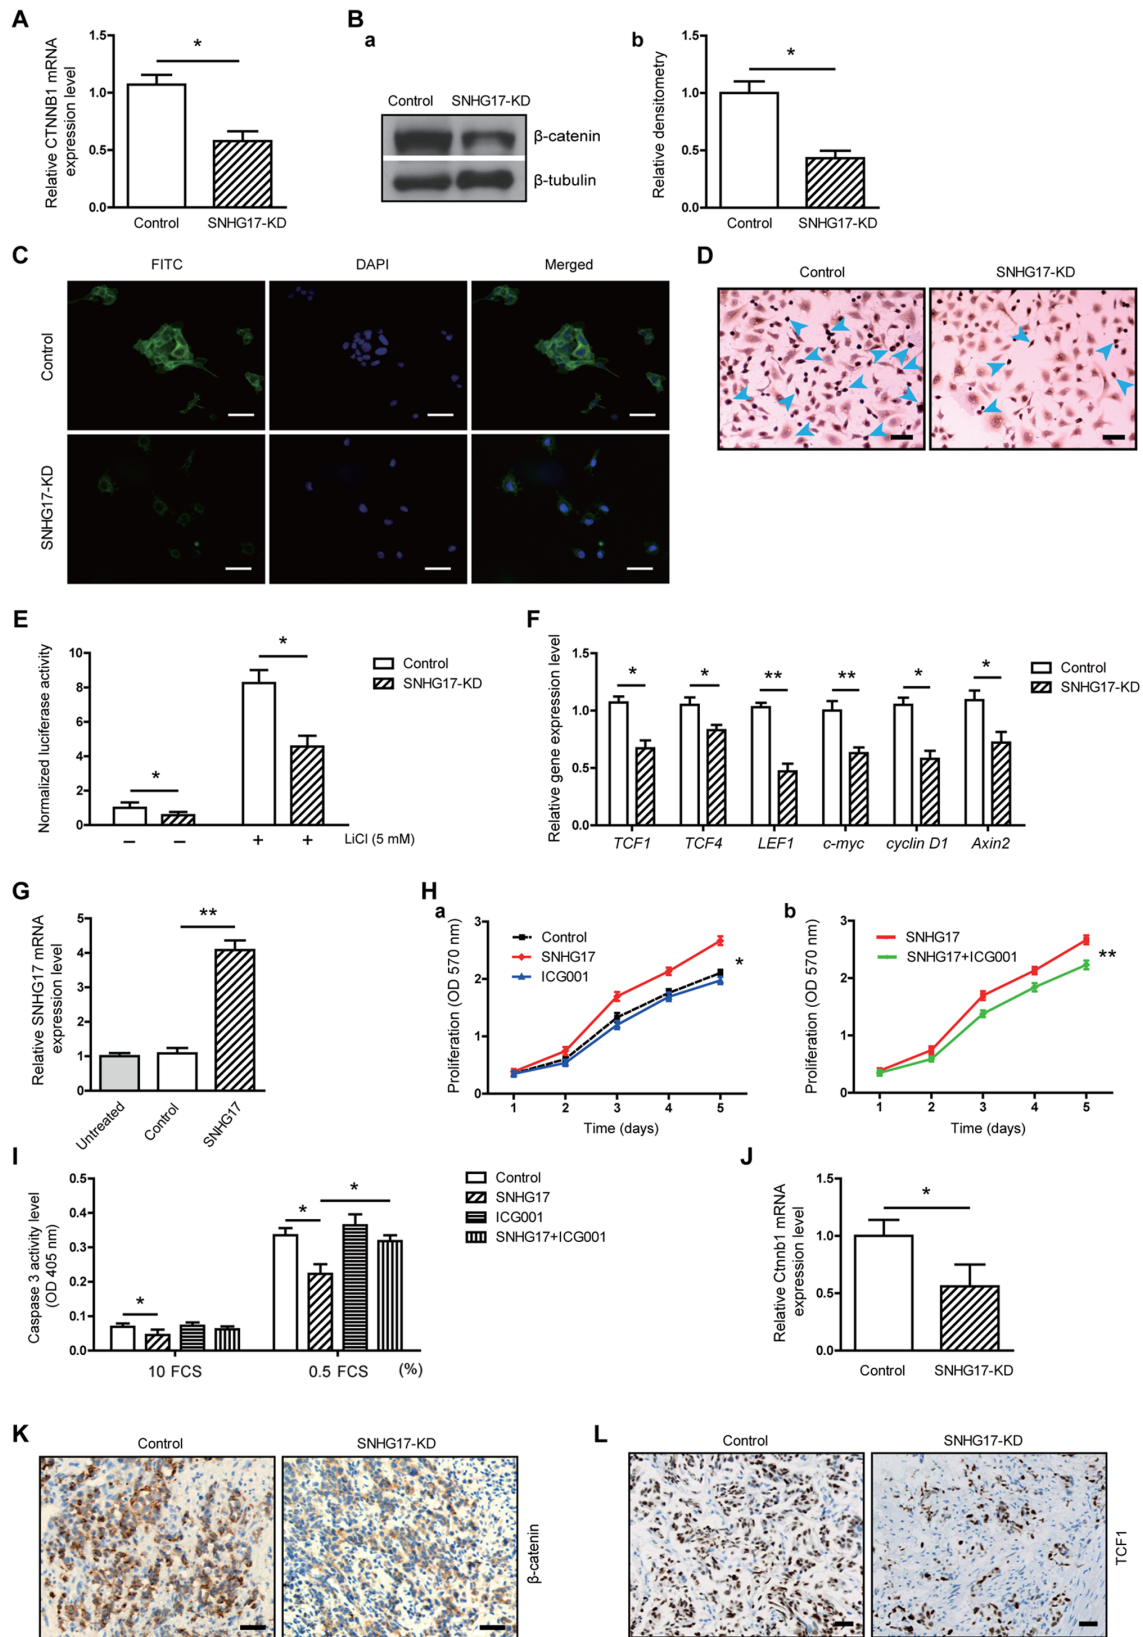 A
Relative CTNNB1 mRNA
expression level
1.5
1.0
0.5
0.0
*
Control
SNHG17-KD
B
a
Control
SNHG17-KD
β-catenin
β-tubulin
b
Relative densitometry
1.5
1.0
0.5
0.0
*
Control
SNHG17-KD
C
FITC
DAPI
Merged
Control
SNHG17-KD
D
Control
SNHG17-KD
E
Normalized luciferase activity
10
8
6
4
2
0
*
*
Control
SNHG17-KD
−
−
+
+
LiCl (5 mM)
F
Relative gene expression level
1.5
1.0
0.5
0.0
*
*
**
**
*
*
Control
SNHG17-KD
TCF1
TCF4
LEF1
c-myc
cyclin D1
Axin2
G
Relative SNHG17 mRNA
expression level
5
4
3
2
1
0
**
Untreated
Control
SNHG17
H
a
Proliferation (OD 570 nm)
3
2
1
0
Control
SNHG17
ICG001
*
1
2
3
4
5
Time (days)
b
Proliferation (OD 570 nm)
3
2
1
0
SNHG17
SNHG17+ICG001
**
1
2
3
4
5
Time (days)
I
Caspase 3 activity level
(OD 405 nm)
0.5
0.4
0.3
0.2
0.1
0.0
*
*
*
10 FCS
0.5 FCS
(%)
Control
SNHG17
ICG001
SNHG17+ICG001
J
Relative Ctnnb1 mRNA
expression level
1.5
1.0
0.5
0.0
*
Control
SNHG17-KD
K
Control
SNHG17-KD
β-catenin
L
Control
SNHG17-KD
TCF1